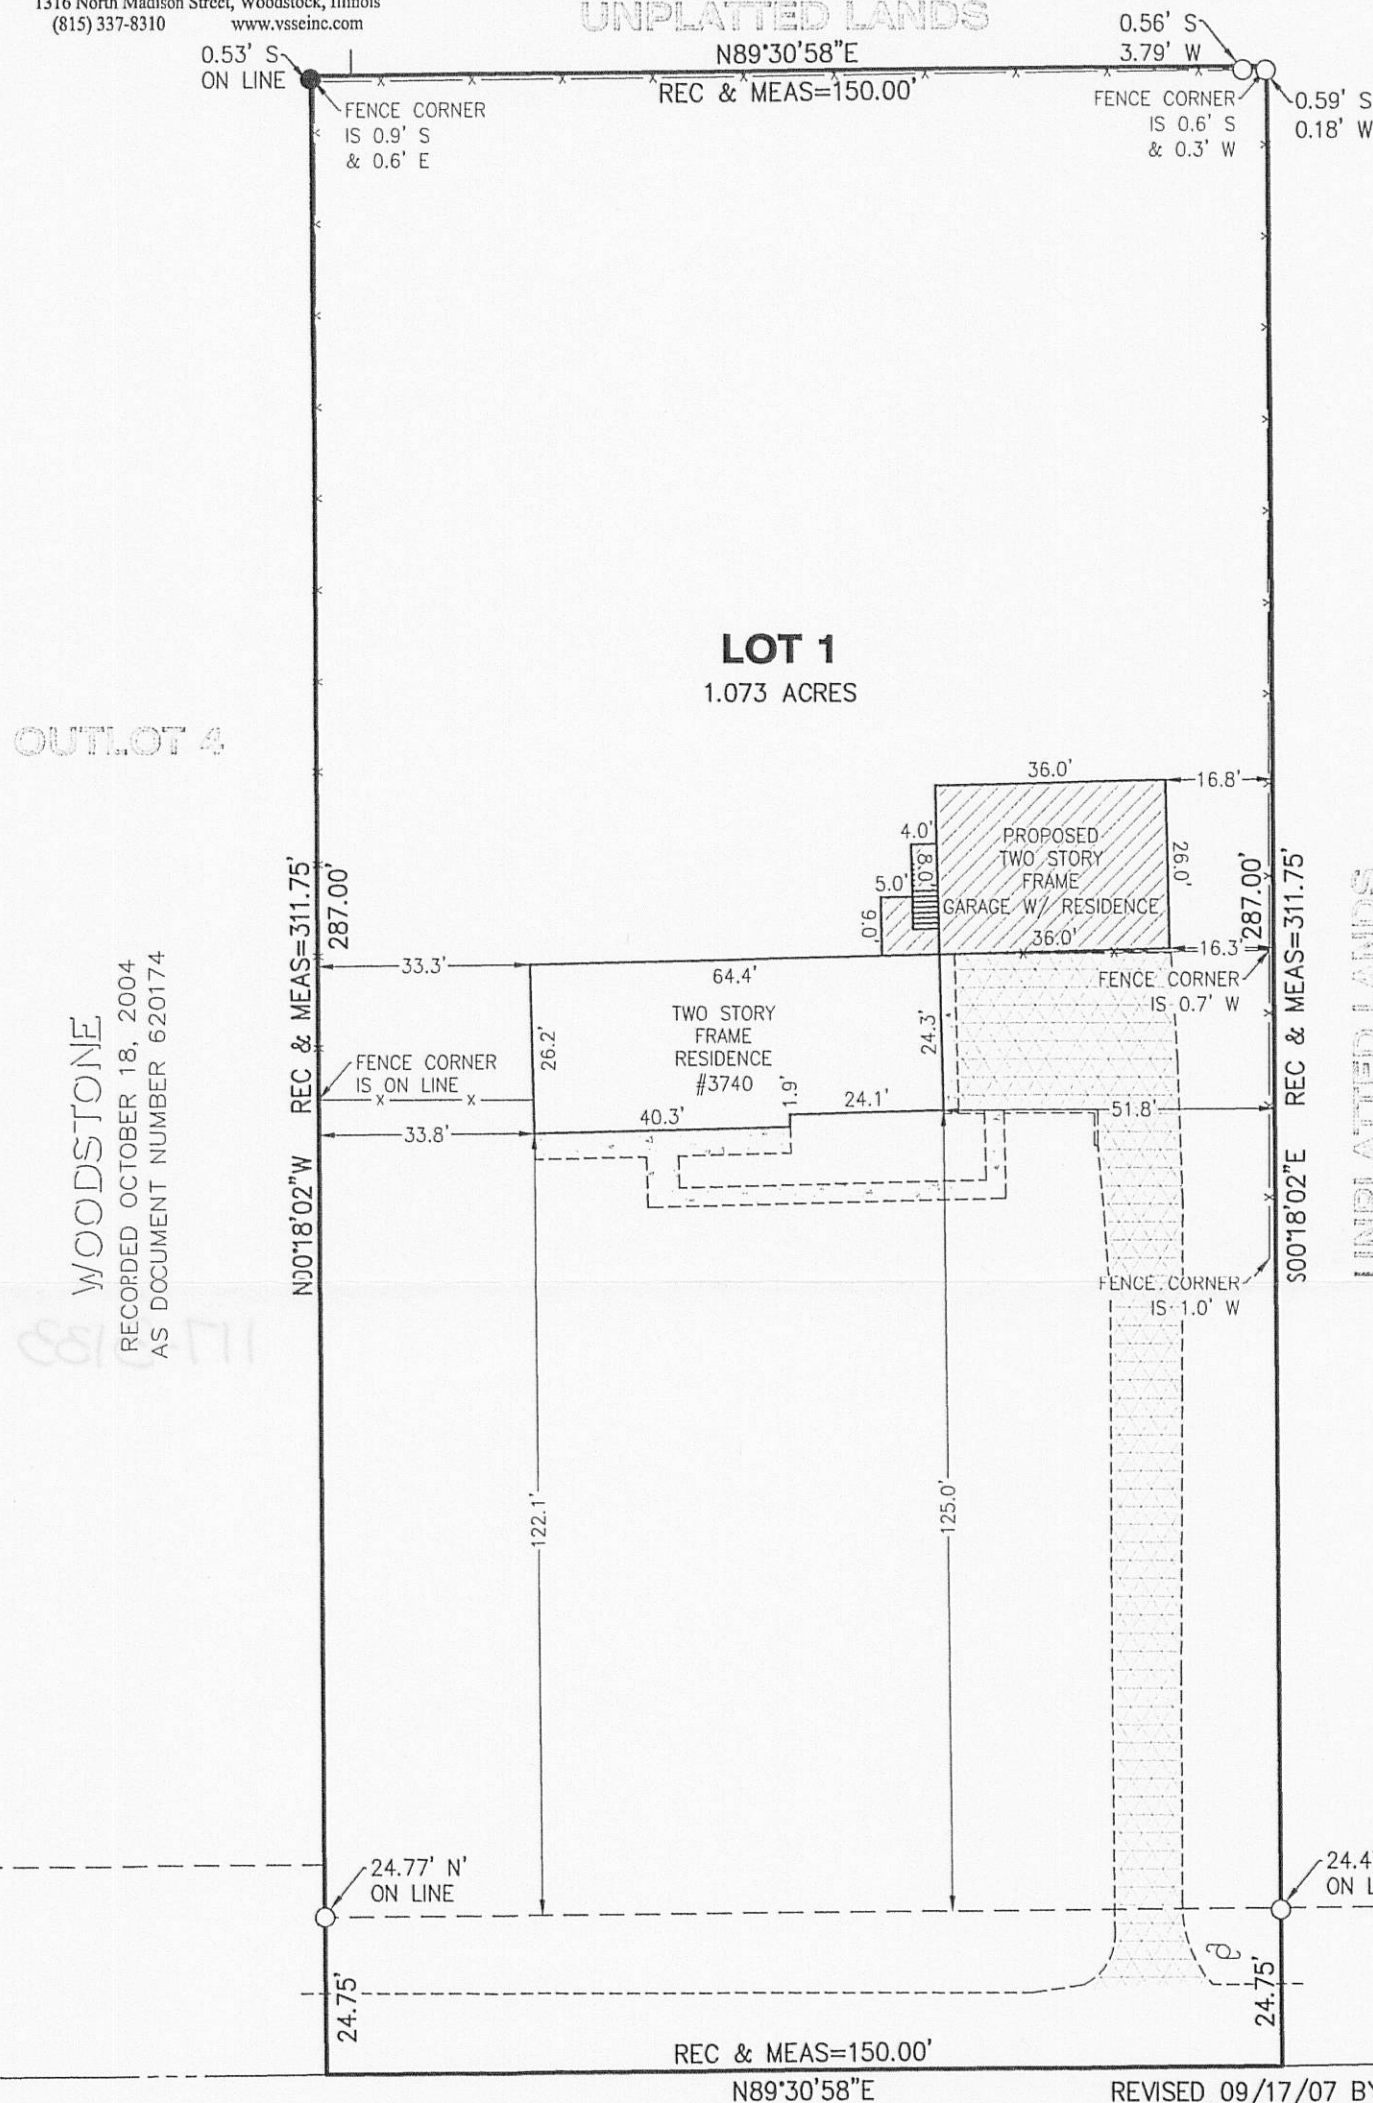 1316 North Madison Street, Woodstock, Illinois
(815) 337-8310 www.vsseinc.com
UNPLATTED LANDS
0.53' S
ON LINE
N89°30'58"E
REC & MEAS=150.00'
0.56' S
3.79' W
FENCE CORNER
IS 0.9' S
& 0.6' E
FENCE CORNER
IS 0.6' S
& 0.3' W
0.59' S
0.18' W
LOT 1
1.073 ACRES
OUTLOT 4
36.0'
16.8'
PROPOSED
TWO STORY
FRAME
GARAGE W/ RESIDENCE
26.0'
4.0'
8.0'
5.0'
9.0'
36.0'
16.3'
REC & MEAS=311.75'
287.00'
N00°18'02"W
287.00'
REC & MEAS=311.75'
S00°18'02"E
UNPLATTED LANDS
33.3'
64.4'
FENCE CORNER
IS 0.7' W
TWO STORY
FRAME
RESIDENCE
#3740
26.2'
24.3'
FENCE CORNER
IS ON LINE
1.9'
24.1'
40.3'
51.8'
33.8'
WOODSTONE
RECORDED OCTOBER 18, 2004
AS DOCUMENT NUMBER 620174
FENCE CORNER
IS 1.0' W
122.1'
125.0'
24.77' N'
ON LINE
24.4
ON L
24.75'
24.75'
REC & MEAS=150.00'
N89°30'58"E
REVISED 09/17/07 BY